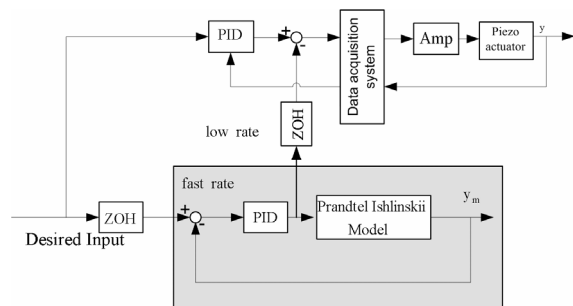 PID
+
-
Data acquisition
system
Amp
Piezo
actuator
y
ZOH
low rate
fast rate
ZOH
+
-
PID
Prandtel Ishlinskii
Model
y_m
Desired Input